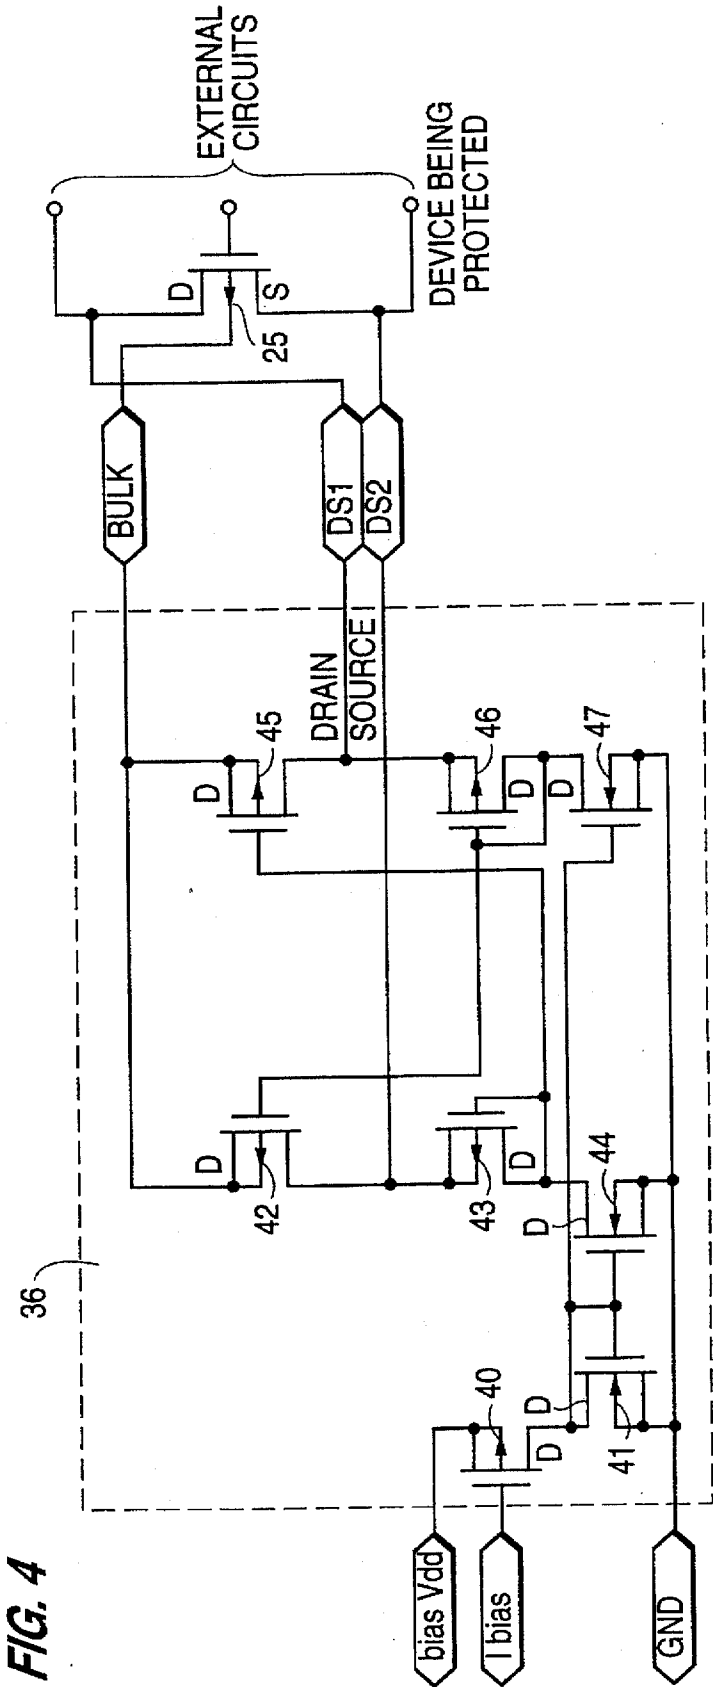 FIG. 4
36
bias Vdd
I bias
GND
40
D
D
41
D
44
D
42
43
D
D
45
DRAIN
SOURCE
46
D
D
47
BULK
DS1
DS2
D
S
25
EXTERNAL
CIRCUITS
DEVICE BEING
PROTECTED